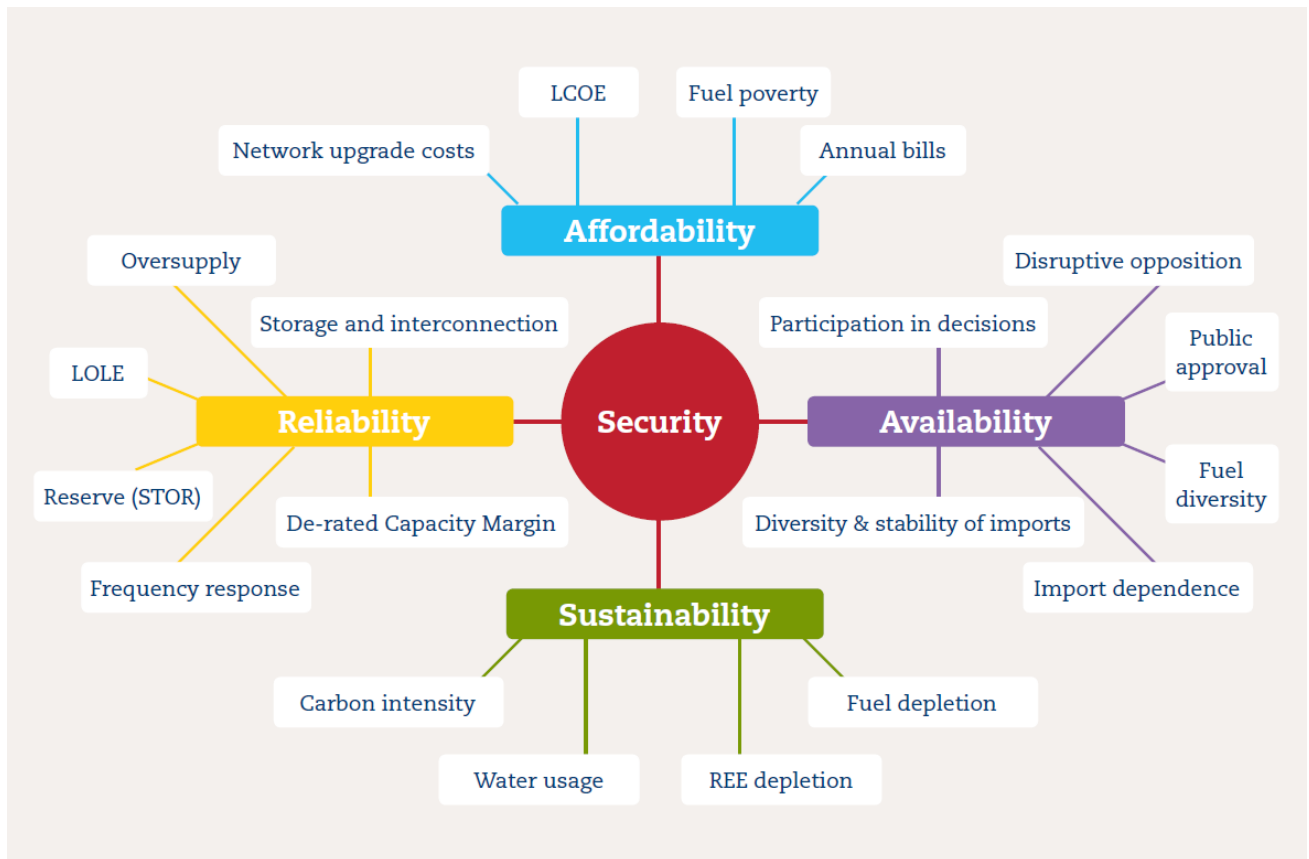 LCOE
Fuel poverty
Network upgrade costs
Annual bills
Affordability
Oversupply
Disruptive opposition
Storage and interconnection
Participation in decisions
Public
approval
LOLE
Reliability
Security
Availability
Fuel
diversity
Reserve (STOR)
De-rated Capacity Margin
Diversity & stability of imports
Frequency response
Import dependence
Sustainability
Carbon intensity
Fuel depletion
Water usage
REE depletion